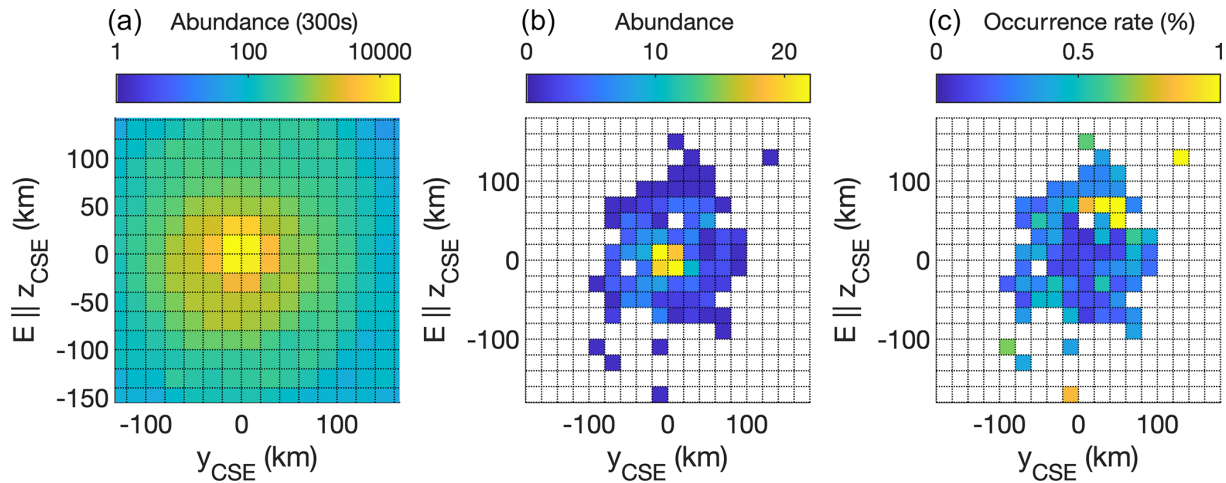 (a) Abundance (300s)
1 100 10000
100
50
0
-50
-100
-150
E || z_CSE (km)
-100 0 100
y_CSE (km)
(b) Abundance
0 10 20
100
0
-100
E || z_CSE (km)
-100 0 100
y_CSE (km)
(c) Occurrence rate (%)
0 0.5 1
100
0
-100
E || z_CSE (km)
-100 0 100
y_CSE (km)